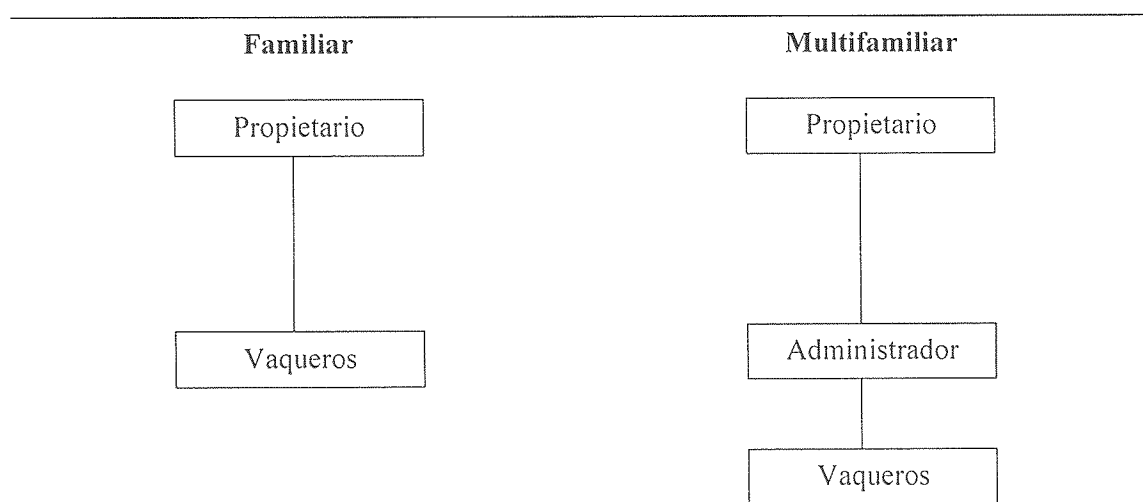 Familiar
Multifamiliar
Propietario
Propietario
Vaqueros
Administrador
Vaqueros